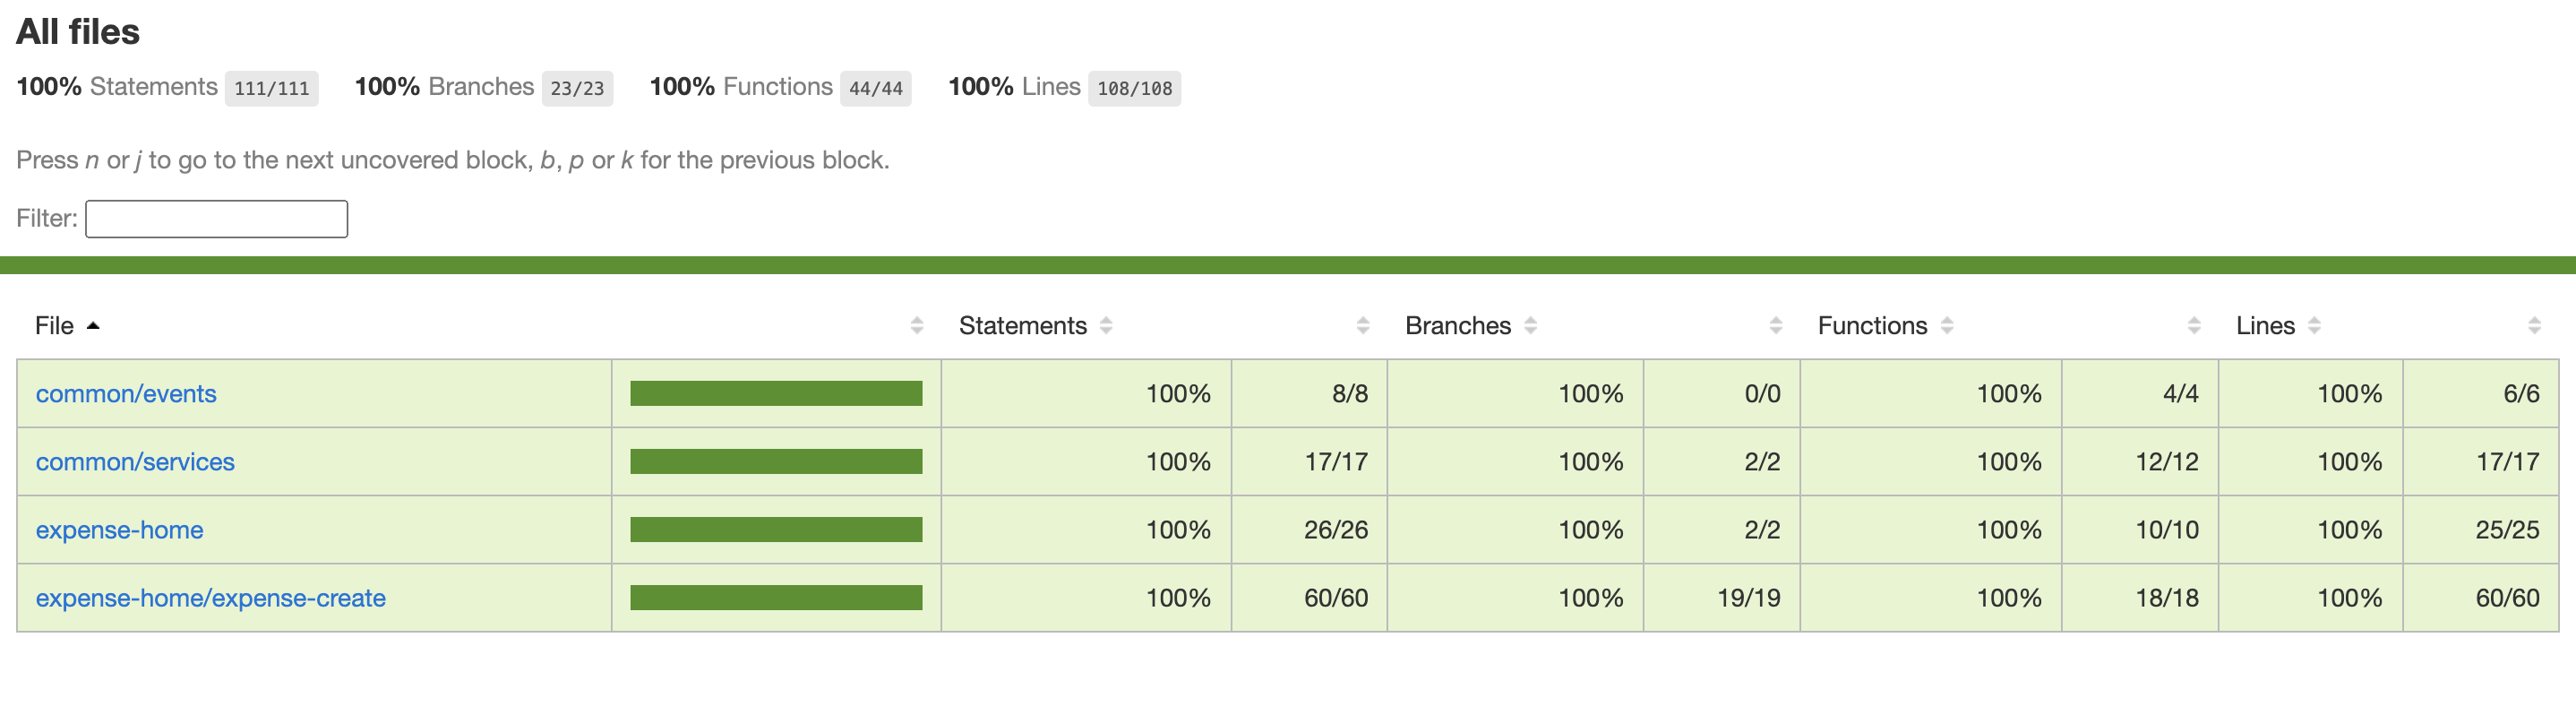 All files
100% Statements 111/111 100% Branches 23/23 100% Functions 44/44 100% Lines 108/108
Press n or j to go to the next uncovered block, b, p or k for the previous block.
Filter:
File Statements Branches Functions Lines
common/events 100% 8/8 100% 0/0 100% 4/4 100% 6/6
common/services 100% 17/17 100% 2/2 100% 12/12 100% 17/17
expense-home 100% 26/26 100% 2/2 100% 10/10 100% 25/25
expense-home/expense-create 100% 60/60 100% 19/19 100% 18/18 100% 60/60